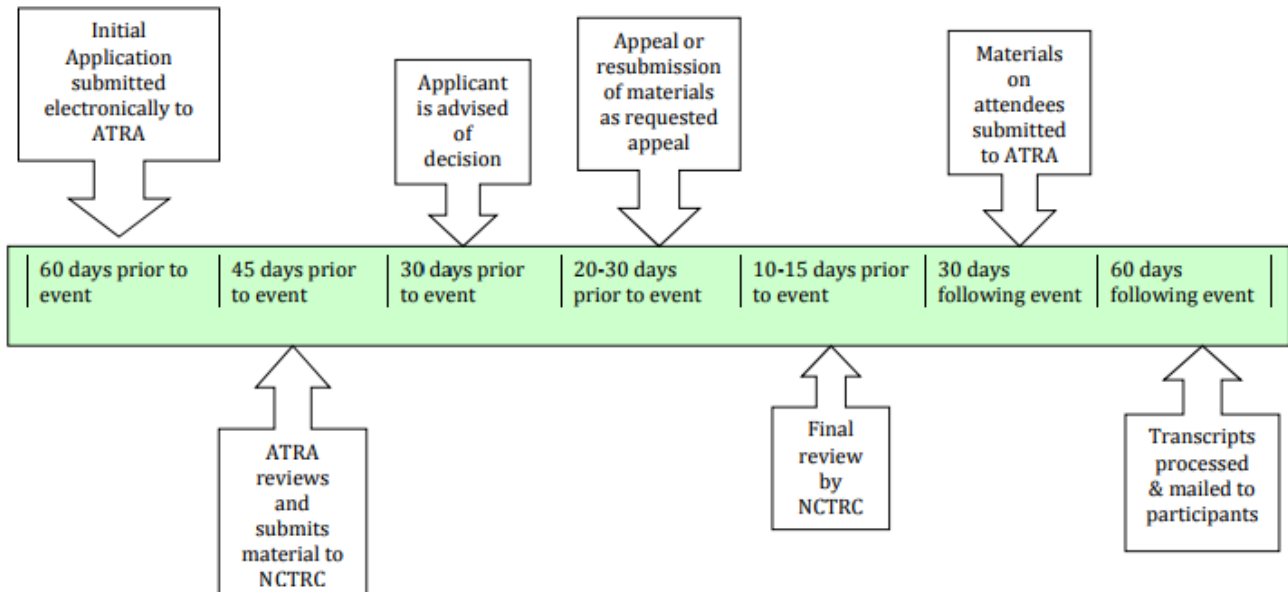 Initial
Application
submitted
electronically to
ATRA
Applicant
is advised
of
decision
Appeal or
resubmission
of materials
as requested
appeal
Materials
on
attendees
submitted
to ATRA
60 days prior to
event
45 days prior
to event
30 days prior
to event
20-30 days
prior to event
10-15 days prior
to event
30 days
following event
60 days
following event
ATRA
reviews
and
submits
material to
NCTRC
Final
review
by
NCTRC
Transcripts
processed
& mailed to
participants